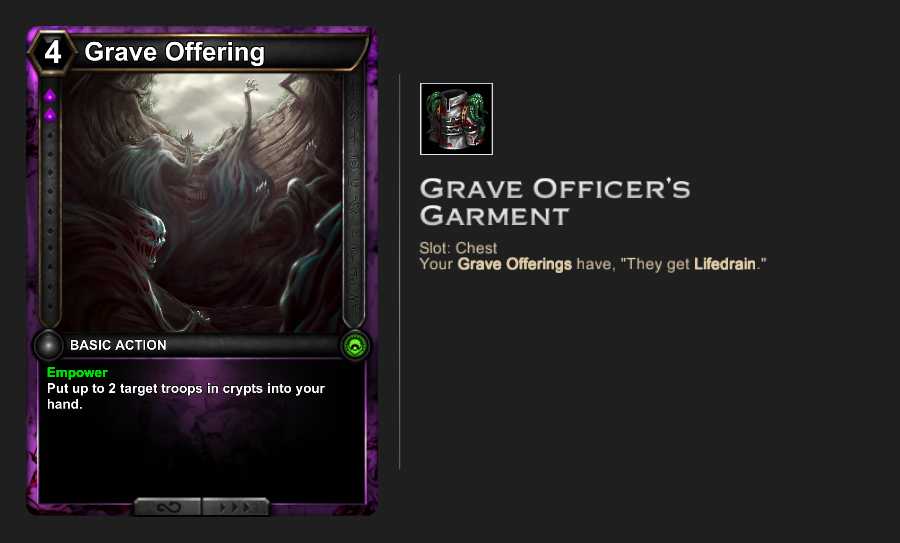 4 Grave Offering
BASIC ACTION
Empower
Put up to 2 target troops in crypts into your
hand.
GRAVE OFFICER'S
GARMENT
Slot: Chest
Your Grave Offerings have, "They get Lifedrain."